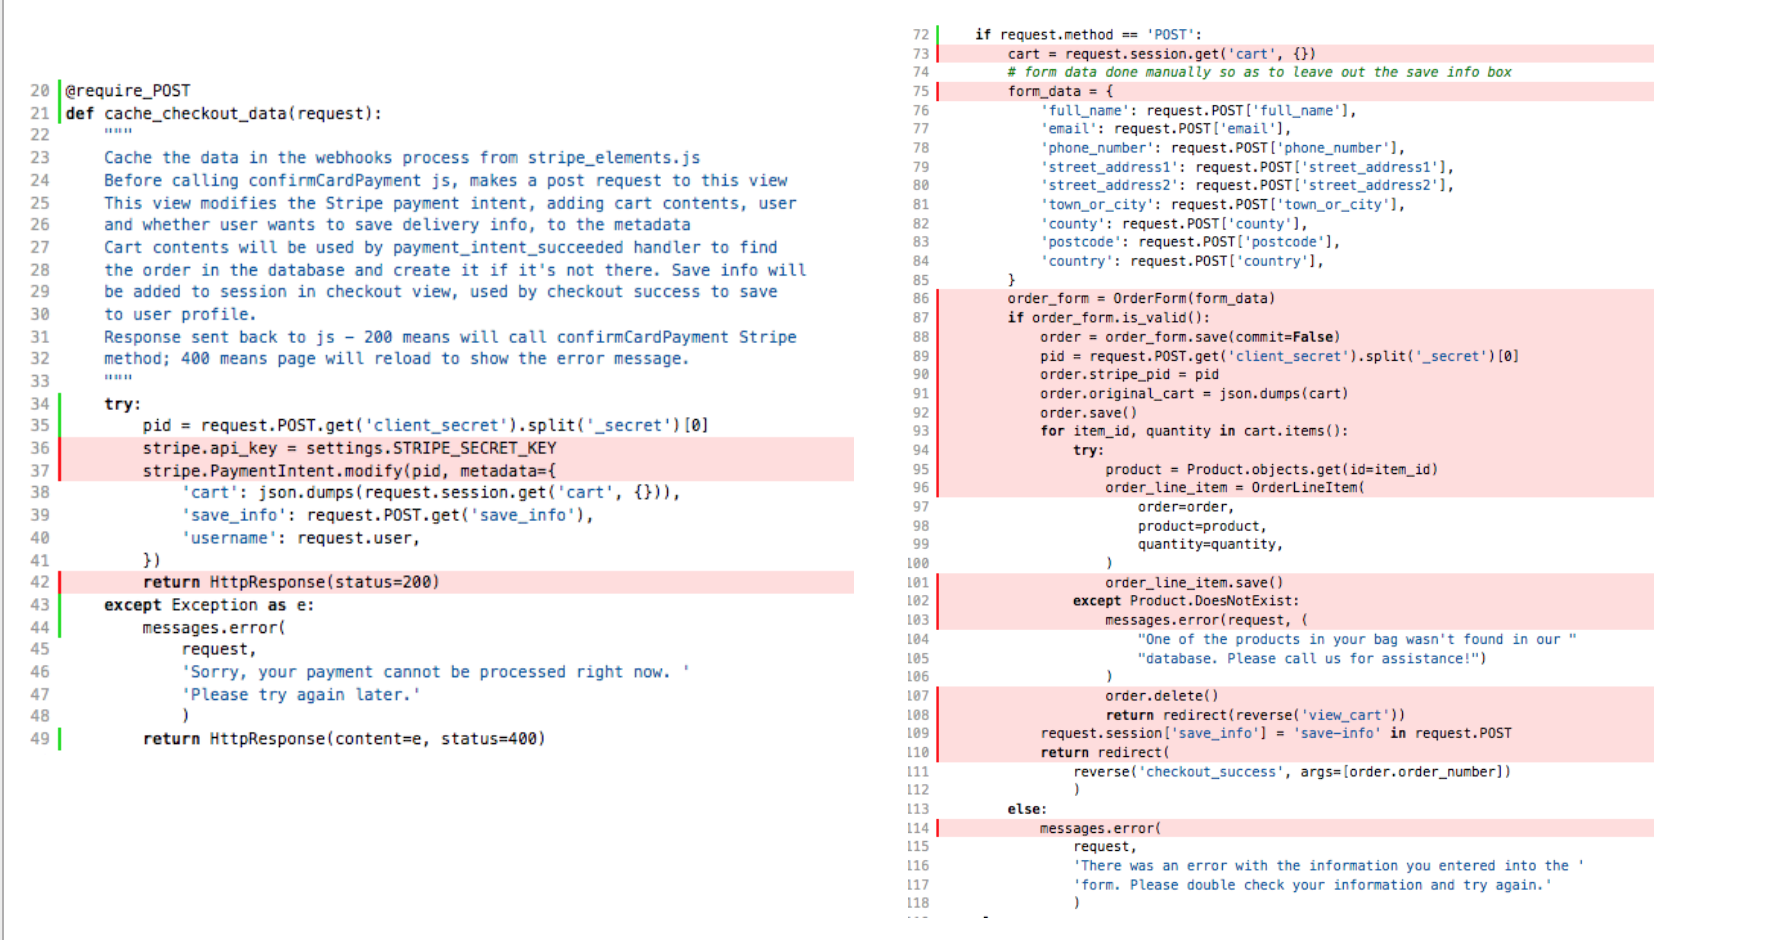 20 @require_POST
21 def cache_checkout_data(request):
22     """
23     Cache the data in the webhooks process from stripe_elements.js
24     Before calling confirmCardPayment js, makes a post request to this view
25     This view modifies the Stripe payment intent, adding cart contents, user
26     and whether user wants to save delivery info, to the metadata
27     Cart contents will be used by payment_intent_succeeded handler to find
28     the order in the database and create it if it's not there. Save info will
29     be added to session in checkout view, used by checkout success to save
30     to user profile.
31     Response sent back to js – 200 means will call confirmCardPayment Stripe
32     method; 400 means page will reload to show the error message.
33     """
34     try:
35         pid = request.POST.get('client_secret').split('_secret')[0]
36         stripe.api_key = settings.STRIPE_SECRET_KEY
37         stripe.PaymentIntent.modify(pid, metadata={
38             'cart': json.dumps(request.session.get('cart', {})),
39             'save_info': request.POST.get('save_info'),
40             'username': request.user,
41         })
42         return HttpResponse(status=200)
43     except Exception as e:
44         messages.error(
45             request,
46             'Sorry, your payment cannot be processed right now. '
47             'Please try again later.'
48             )
49         return HttpResponse(content=e, status=400)
72     if request.method == 'POST':
73         cart = request.session.get('cart', {})
74         # form data done manually so as to leave out the save info box
75         form_data = {
76             'full_name': request.POST['full_name'],
77             'email': request.POST['email'],
78             'phone_number': request.POST['phone_number'],
79             'street_address1': request.POST['street_address1'],
80             'street_address2': request.POST['street_address2'],
81             'town_or_city': request.POST['town_or_city'],
82             'county': request.POST['county'],
83             'postcode': request.POST['postcode'],
84             'country': request.POST['country'],
85         }
86         order_form = OrderForm(form_data)
87         if order_form.is_valid():
88             order = order_form.save(commit=False)
89             pid = request.POST.get('client_secret').split('_secret')[0]
90             order.stripe_pid = pid
91             order.original_cart = json.dumps(cart)
92             order.save()
93             for item_id, quantity in cart.items():
94                 try:
95                     product = Product.objects.get(id=item_id)
96                     order_line_item = OrderLineItem(
97                         order=order,
98                         product=product,
99                         quantity=quantity,
100                     )
101                     order_line_item.save()
102                 except Product.DoesNotExist:
103                     messages.error(request, (
104                         "One of the products in your bag wasn't found in our "
105                         "database. Please call us for assistance!")
106                     )
107                     order.delete()
108                     return redirect(reverse('view_cart'))
109             request.session['save_info'] = 'save-info' in request.POST
110             return redirect(
111                 reverse('checkout_success', args=[order.order_number])
112                 )
113         else:
114             messages.error(
115                 request,
116                 'There was an error with the information you entered into the '
117                 'form. Please double check your information and try again.'
118                 )